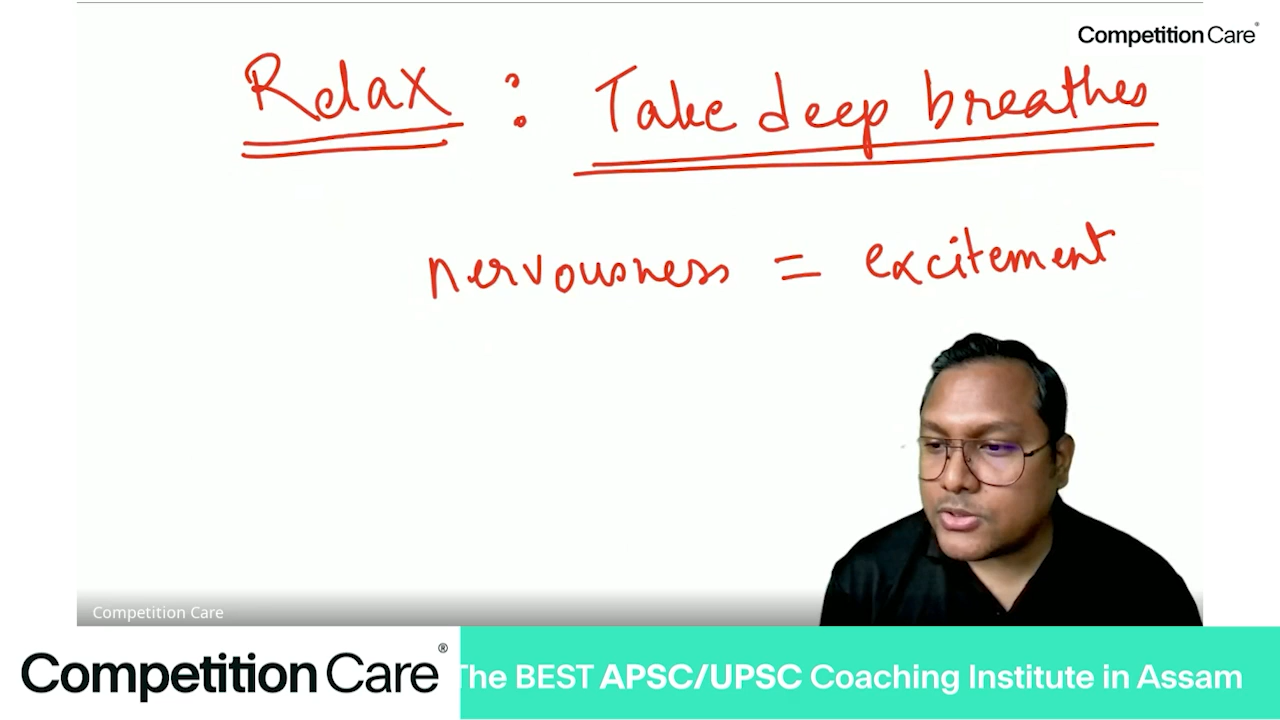 Competition Care®
Relax : Take deep breathes
nervousness = excitement
Competition Care
Competition Care®
The BEST APSC/UPSC Coaching Institute in Assam